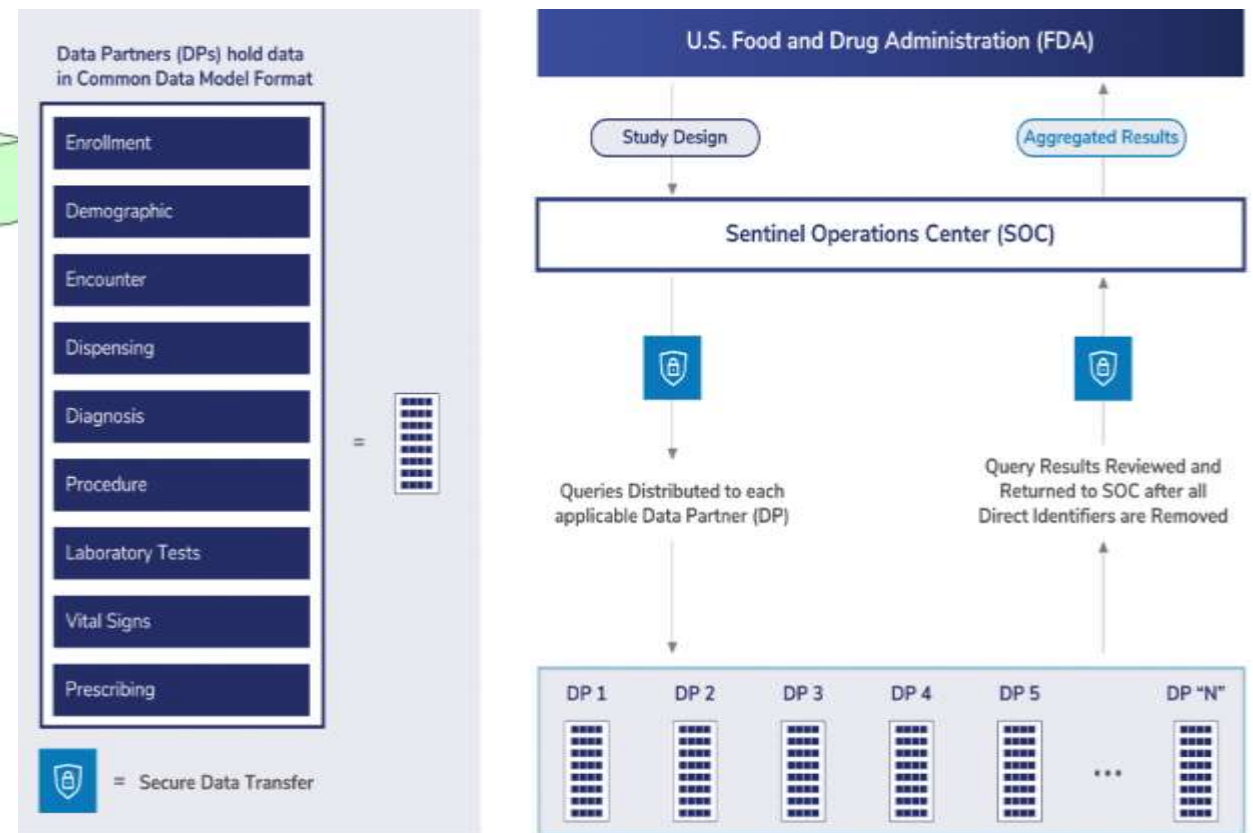 Data Partners (DPs) hold data
in Common Data Model Format
Enrollment
Demographic
Encounter
Dispensing
Diagnosis
Procedure
Laboratory Tests
Vital Signs
Prescribing
=
= Secure Data Transfer
U.S. Food and Drug Administration (FDA)
Study Design
Aggregated Results
Sentinel Operations Center (SOC)
Queries Distributed to each
applicable Data Partner (DP)
Query Results Reviewed and
Returned to SOC after all
Direct Identifiers are Removed
DP 1 DP 2 DP 3 DP 4 DP 5 DP “N”
...